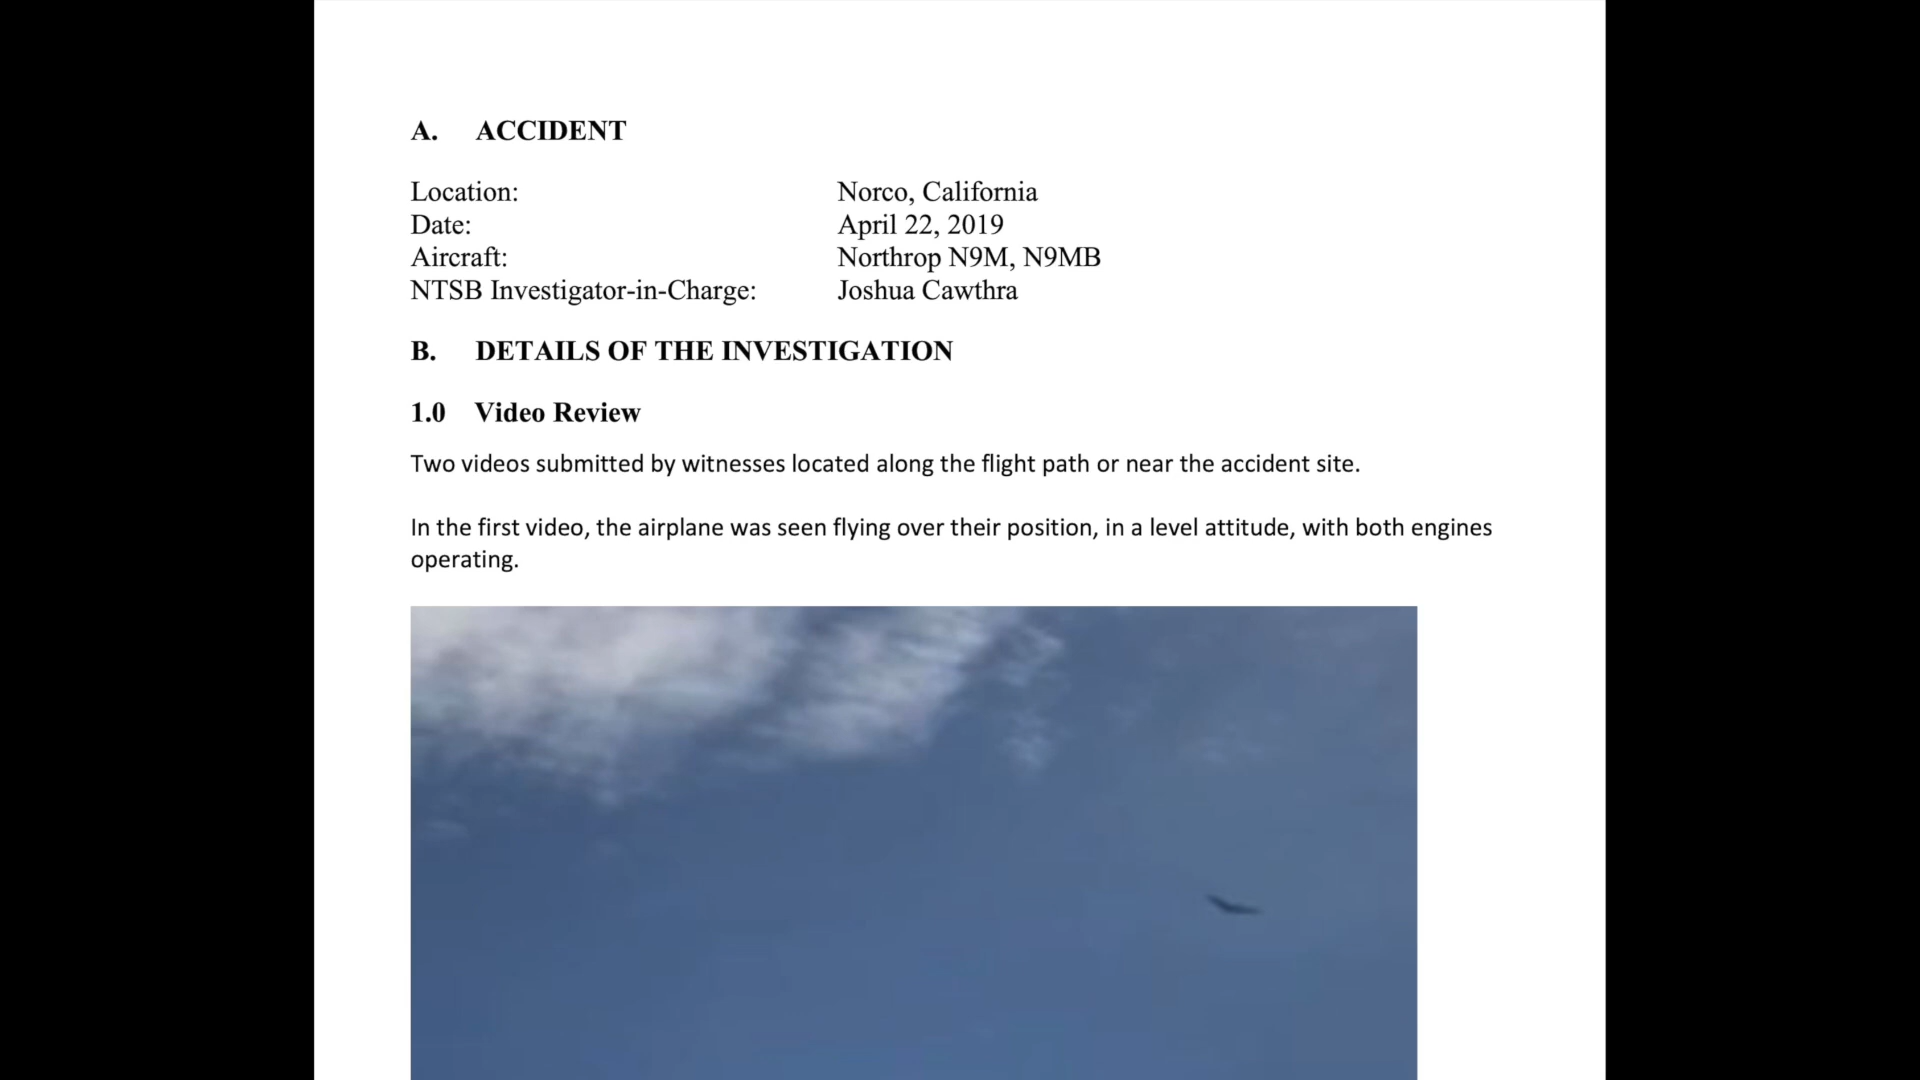 A. ACCIDENT
Location: Norco, California
Date: April 22, 2019
Aircraft: Northrop N9M, N9MB
NTSB Investigator-in-Charge: Joshua Cawthra
B. DETAILS OF THE INVESTIGATION
1.0 Video Review
Two videos submitted by witnesses located along the flight path or near the accident site.
In the first video, the airplane was seen flying over their position, in a level attitude, with both engines
operating.